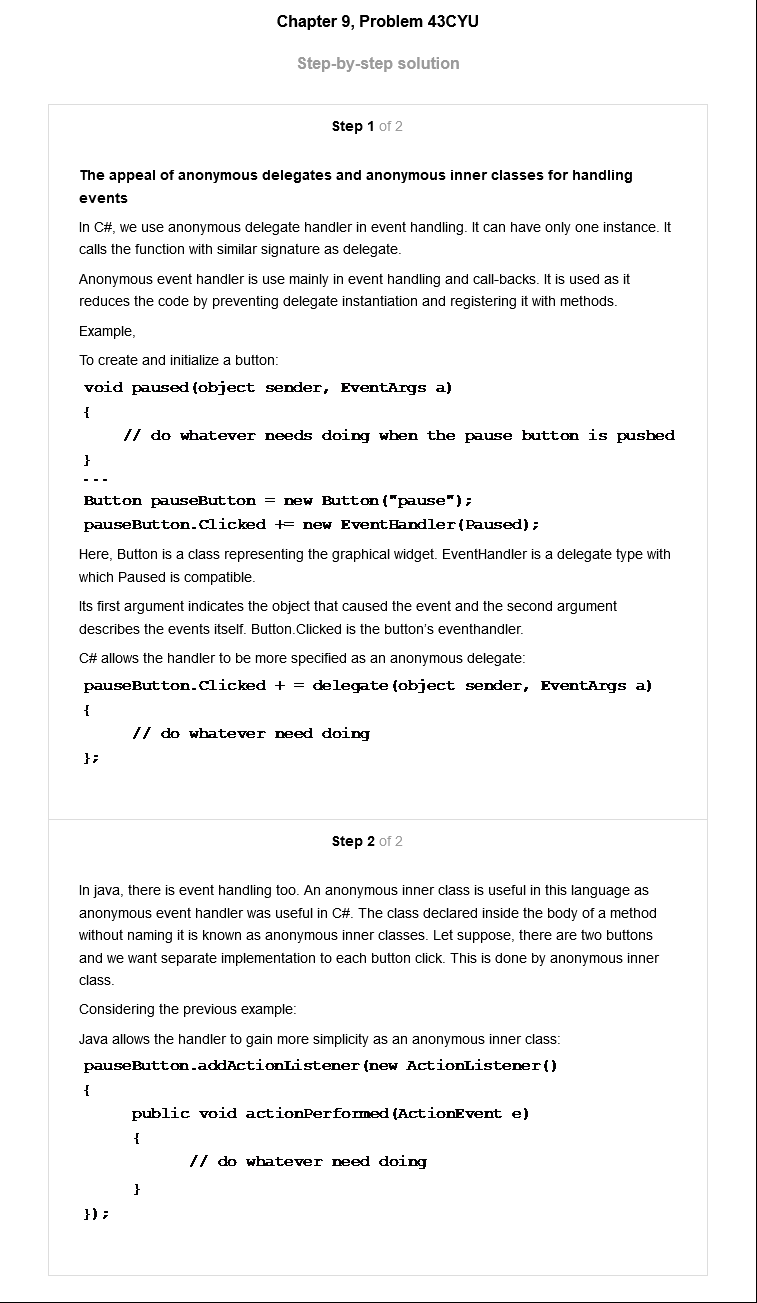 Chapter 9, Problem 43CYU
Step-by-step solution
Step 1 of 2
The appeal of anonymous delegates and anonymous inner classes for handling
events
In C#, we use anonymous delegate handler in event handling. It can have only one instance. It
calls the function with similar signature as delegate.
Anonymous event handler is use mainly in event handling and call-backs. It is used as it
reduces the code by preventing delegate instantiation and registering it with methods.
Example,
To create and initialize a button:
void paused(object sender, EventArgs a)
{
// do whatever needs doing when the pause button is pushed
}
---
Button pauseButton = new Button("pause");
pauseButton.Clicked += new EventHandler(Paused);
Here, Button is a class representing the graphical widget. EventHandler is a delegate type with
which Paused is compatible.
Its first argument indicates the object that caused the event and the second argument
describes the events itself. Button.Clicked is the button's eventhandler.
C# allows the handler to be more specified as an anonymous delegate:
pauseButton.Clicked + = delegate(object sender, EventArgs a)
{
// do whatever need doing
};
Step 2 of 2
In java, there is event handling too. An anonymous inner class is useful in this language as
anonymous event handler was useful in C#. The class declared inside the body of a method
without naming it is known as anonymous inner classes. Let suppose, there are two buttons
and we want separate implementation to each button click. This is done by anonymous inner
class.
Considering the previous example:
Java allows the handler to gain more simplicity as an anonymous inner class:
pauseButton.addActionListener(new ActionListener()
{
public void actionPerformed(ActionEvent e)
{
// do whatever need doing
}
});